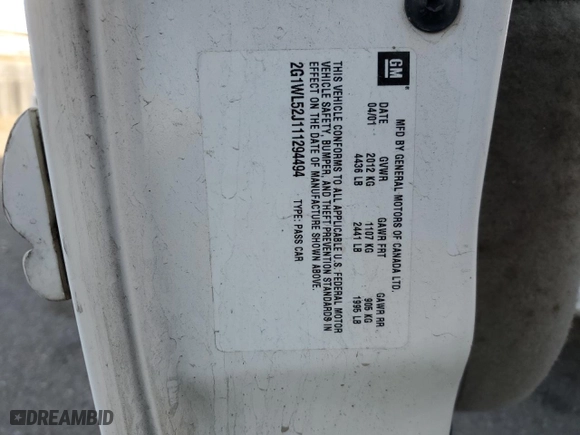 GM
MFD BY GENERAL MOTORS OF CANADA LTD.
DATE GVWR GAWR FRT GAWR RR
04/01 2012 KG 1107 KG 905 KG
4436 LB 2441 LB 1995 LB
THIS VEHICLE CONFORMS TO ALL APPLICABLE U.S. FEDERAL MOTOR
VEHICLE SAFETY, BUMPER, AND THEFT PREVENTION STANDARDS IN
EFFECT ON THE DATE OF MANUFACTURE SHOWN ABOVE.
2G1WL52J111294494 TYPE: PASS CAR
DREAMBID